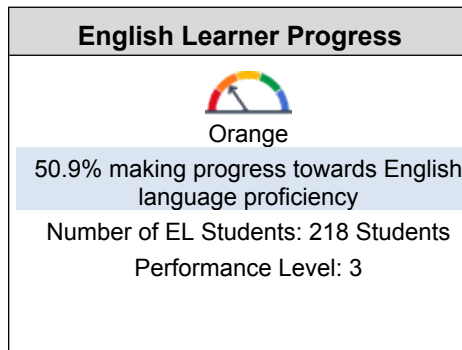 English Learner Progress
Orange
50.9% making progress towards English
language proficiency
Number of EL Students: 218 Students
Performance Level: 3